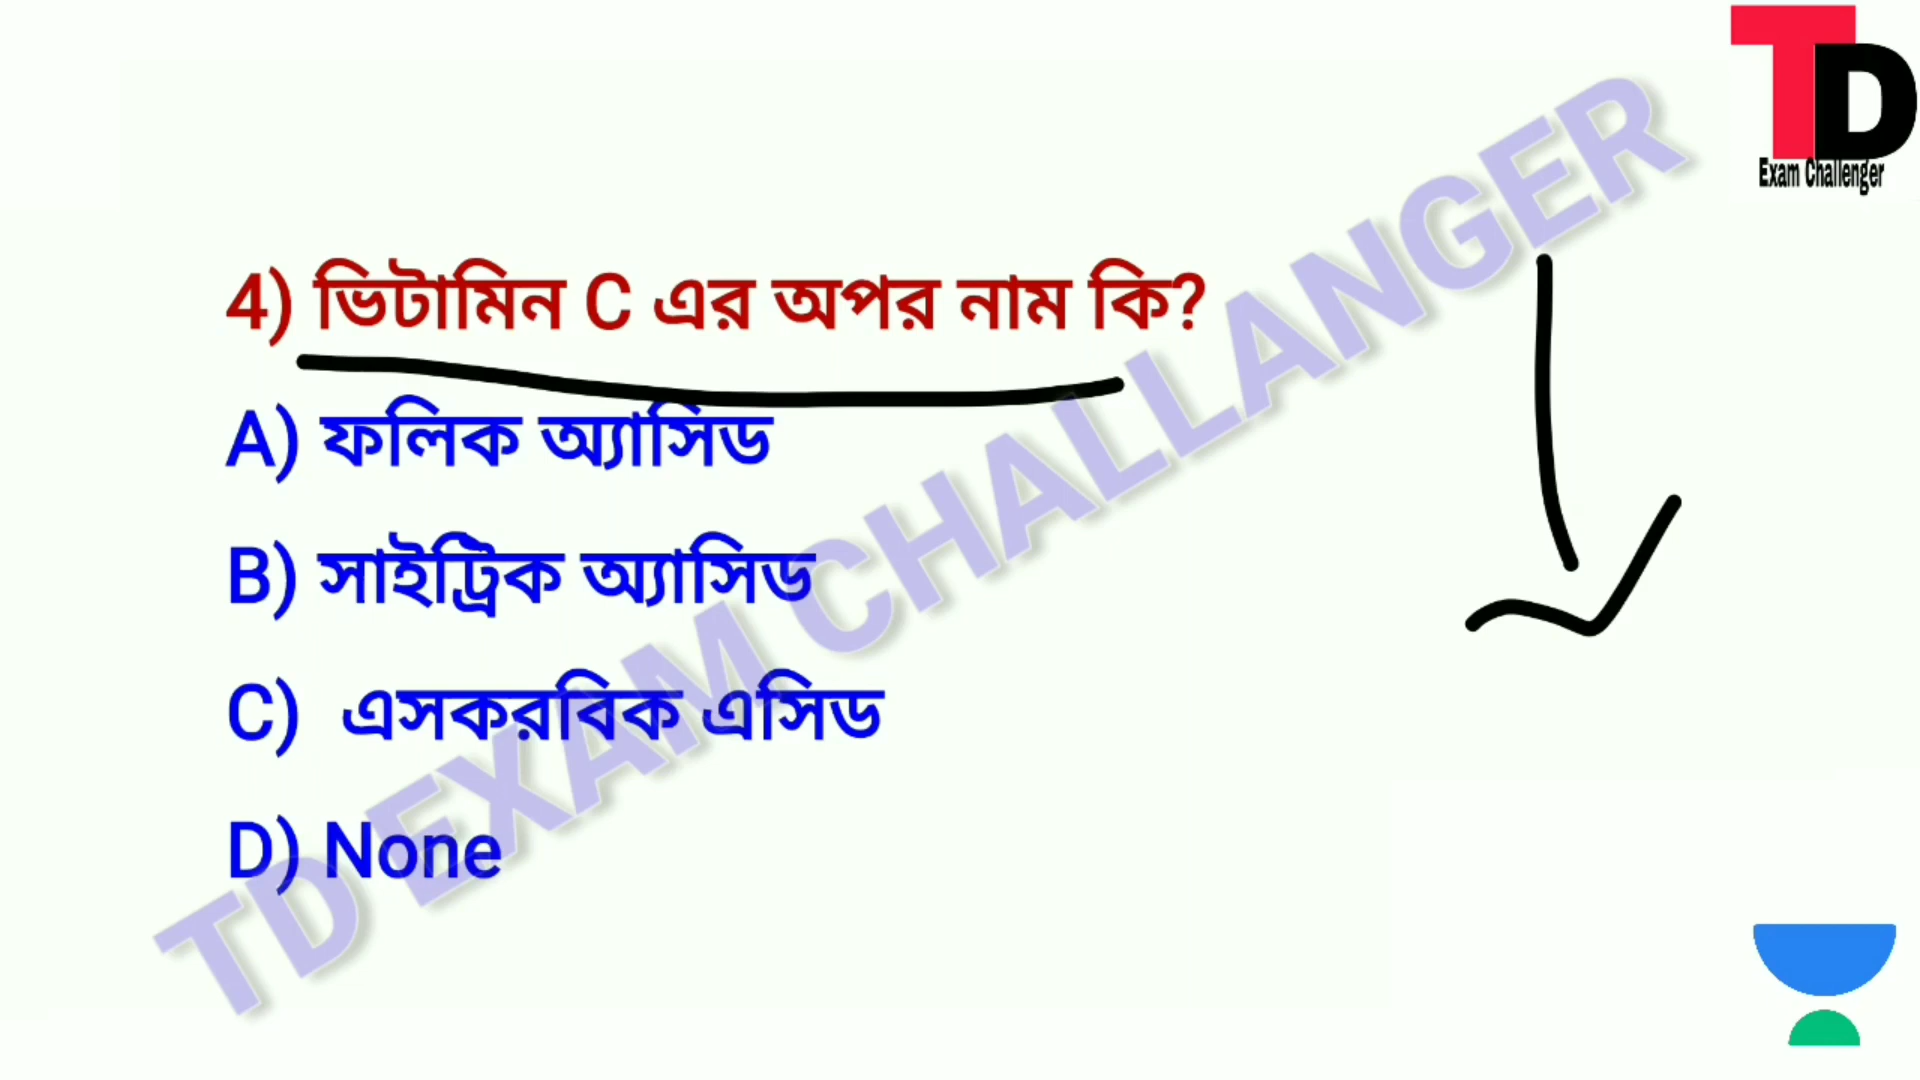 TD
Exam Challenger
4) ভিটামিন C এর অপর নাম কি?
A) ফলিক অ্যাসিড
B) সাইট্রিক অ্যাসিড
C) এসকরবিক এসিড
D) None
TD EXAM CHALLANGER